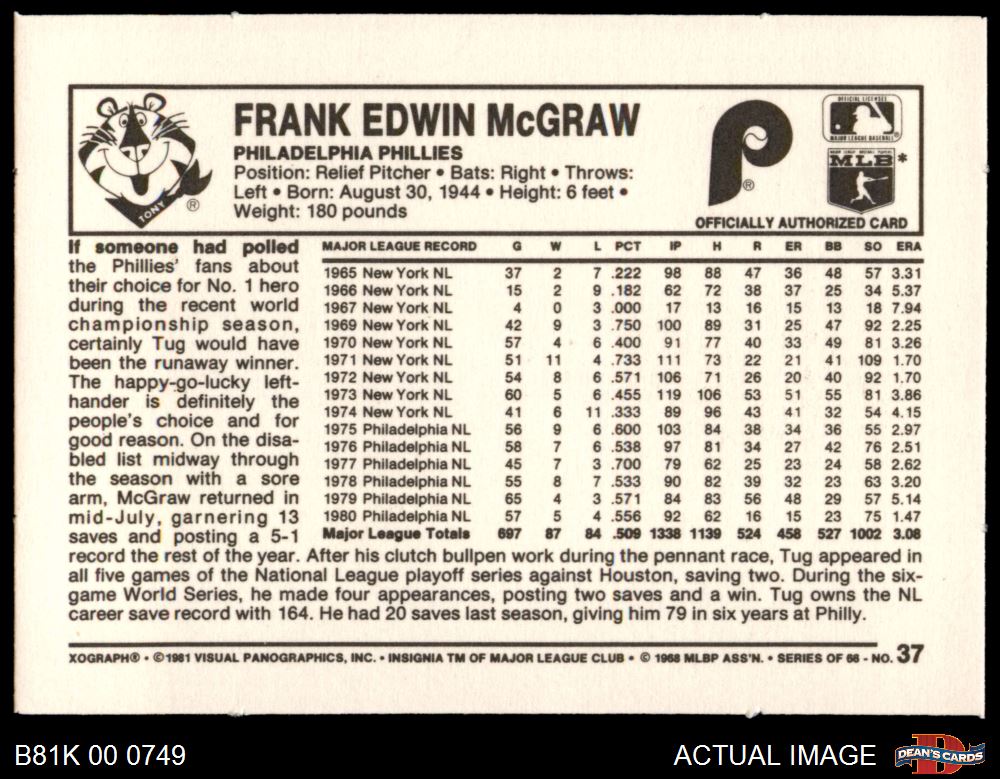 TONY
®
FRANK EDWIN McGRAW
PHILADELPHIA PHILLIES
Position: Relief Pitcher • Bats: Right • Throws:
Left • Born: August 30, 1944 • Height: 6 feet •
Weight: 180 pounds
®
OFFICIAL LICENSEE
MAJOR LEAGUE BASEBALL®
MLB*
OFFICIALLY AUTHORIZED CARD
If someone had polled
the Phillies' fans about
their choice for No. 1 hero
during the recent world
championship season,
certainly Tug would have
been the runaway winner.
The happy-go-lucky left-
hander is definitely the
people's choice and for
good reason. On the disa-
bled list midway through
the season with a sore
arm, McGraw returned in
mid-July, garnering 13
saves and posting a 5-1
MAJOR LEAGUE RECORD G W L PCT IP H R ER BB SO ERA
1965 New York NL 37 2 7 .222 98 88 47 36 48 57 3.31
1966 New York NL 15 2 9 .182 62 72 38 37 25 34 5.37
1967 New York NL 4 0 3 .000 17 13 16 15 13 18 7.94
1969 New York NL 42 9 3 .750 100 89 31 25 47 92 2.25
1970 New York NL 57 4 6 .400 91 77 40 33 49 81 3.26
1971 New York NL 51 11 4 .733 111 73 22 21 41 109 1.70
1972 New York NL 54 8 6 .571 106 71 26 20 40 92 1.70
1973 New York NL 60 5 6 .455 119 106 53 51 55 81 3.86
1974 New York NL 41 6 11 .333 89 96 43 41 32 54 4.15
1975 Philadelphia NL 56 9 6 .600 103 84 38 34 36 55 2.97
1976 Philadelphia NL 58 7 6 .538 97 81 34 27 42 76 2.51
1977 Philadelphia NL 45 7 3 .700 79 62 25 23 24 58 2.62
1978 Philadelphia NL 55 8 7 .533 90 82 39 32 23 63 3.20
1979 Philadelphia NL 65 4 3 .571 84 83 56 48 29 57 5.14
1980 Philadelphia NL 57 5 4 .556 92 62 16 15 23 75 1.47
Major League Totals 697 87 84 .509 1338 1139 524 458 527 1002 3.08
record the rest of the year. After his clutch bullpen work during the pennant race, Tug appeared in
all five games of the National League playoff series against Houston, saving two. During the six-
game World Series, he made four appearances, posting two saves and a win. Tug owns the NL
career save record with 164. He had 20 saves last season, giving him 79 in six years at Philly.
XOGRAPH® • ©1981 VISUAL PANOGRAPHICS, INC. • INSIGNIA TM OF MAJOR LEAGUE CLUB • © 1968 MLBP ASS'N. • SERIES OF 66 - NO. 37
B81K 00 0749
ACTUAL IMAGE
DEAN'S CARDS